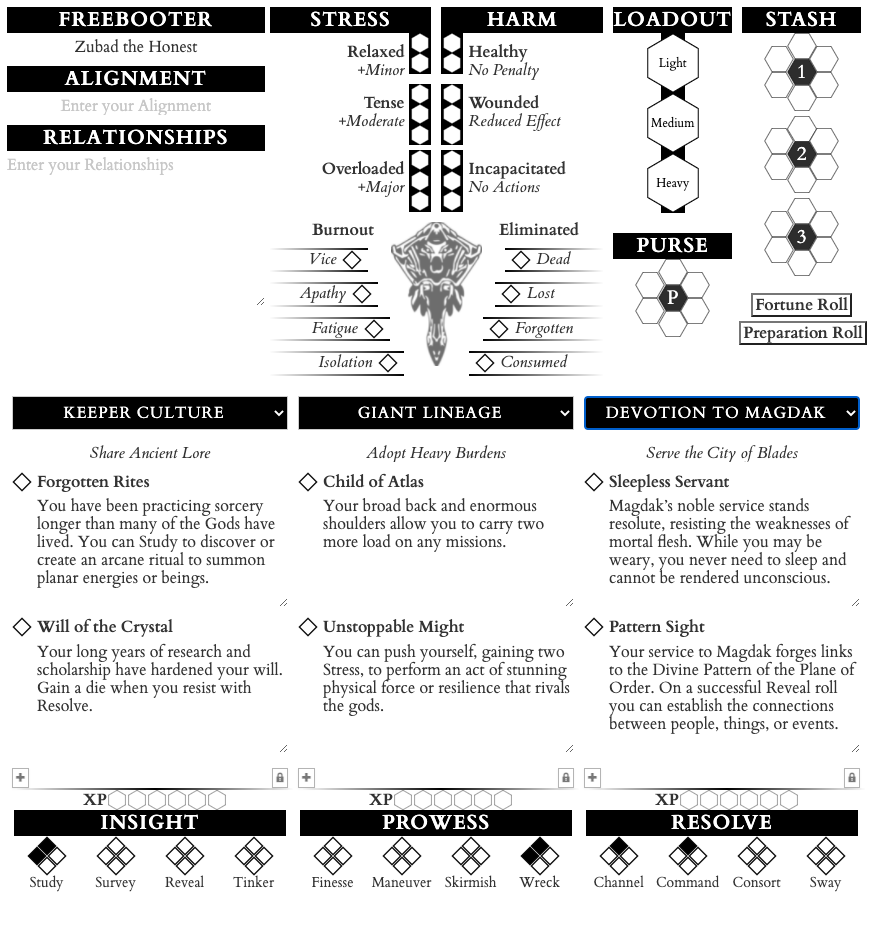 FREEBOOTER
Zubad the Honest
ALIGNMENT
Enter your Alignment
RELATIONSHIPS
Enter your Relationships
STRESS
Relaxed
+Minor
Tense
+Moderate
Overloaded
+Major
Burnout
Vice
Apathy
Fatigue
Isolation
HARM
Healthy
No Penalty
Wounded
Reduced Effect
Incapacitated
No Actions
Eliminated
Dead
Lost
Forgotten
Consumed
LOADOUT
Light
Medium
Heavy
PURSE
P
STASH
1
2
3
Fortune Roll
Preparation Roll
KEEPER CULTURE
Share Ancient Lore
Forgotten Rites
You have been practicing sorcery
longer than many of the Gods have
lived. You can Study to discover or
create an arcane ritual to summon
planar energies or beings.
Will of the Crystal
Your long years of research and
scholarship have hardened your will.
Gain a die when you resist with
Resolve.
XP
INSIGHT
Study
Survey
Reveal
Tinker
GIANT LINEAGE
Adopt Heavy Burdens
Child of Atlas
Your broad back and enormous
shoulders allow you to carry two
more load on any missions.
Unstoppable Might
You can push yourself, gaining two
Stress, to perform an act of stunning
physical force or resilience that rivals
the gods.
XP
PROWESS
Finesse
Maneuver
Skirmish
Wreck
DEVOTION TO MAGDAK
Serve the City of Blades
Sleepless Servant
Magdak's noble service stands
resolute, resisting the weaknesses of
mortal flesh. While you may be
weary, you never need to sleep and
cannot be rendered unconscious.
Pattern Sight
Your service to Magdak forges links
to the Divine Pattern of the Plane of
Order. On a successful Reveal roll
you can establish the connections
between people, things, or events.
XP
RESOLVE
Channel
Command
Consort
Sway